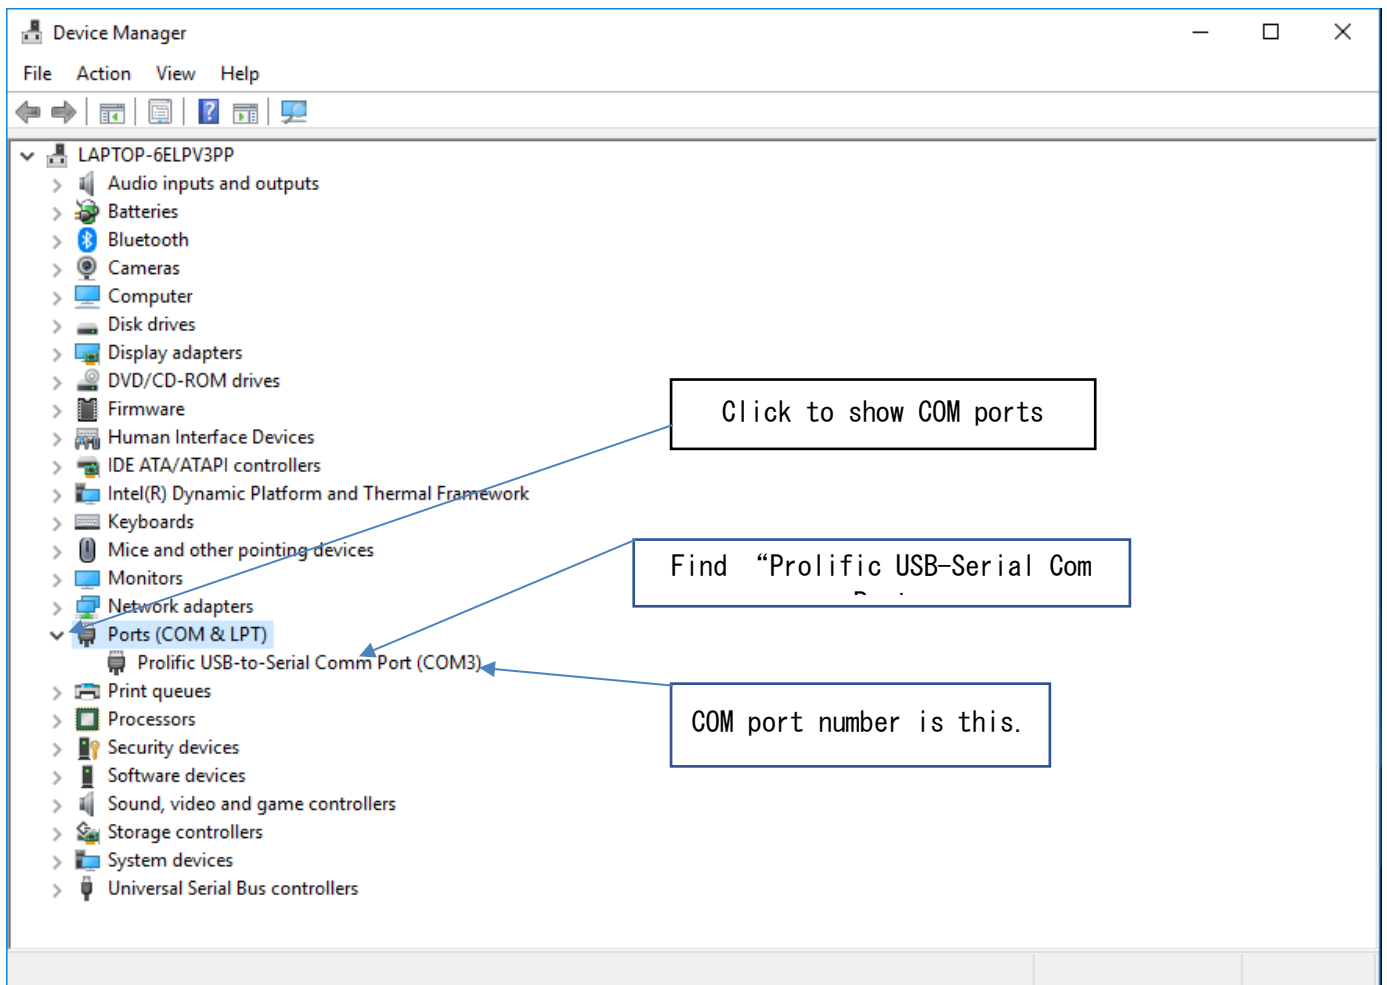 Device Manager
File Action View Help
LAPTOP-6ELPV3PP
Audio inputs and outputs
Batteries
Bluetooth
Cameras
Computer
Disk drives
Display adapters
DVD/CD-ROM drives
Firmware
Human Interface Devices
IDE ATA/ATAPI controllers
Intel(R) Dynamic Platform and Thermal Framework
Keyboards
Mice and other pointing devices
Monitors
Network adapters
Ports (COM & LPT)
Prolific USB-to-Serial Comm Port (COM3)
Print queues
Processors
Security devices
Software devices
Sound, video and game controllers
Storage controllers
System devices
Universal Serial Bus controllers
Click to show COM ports
Find “Prolific USB-Serial Com
COM port number is this.